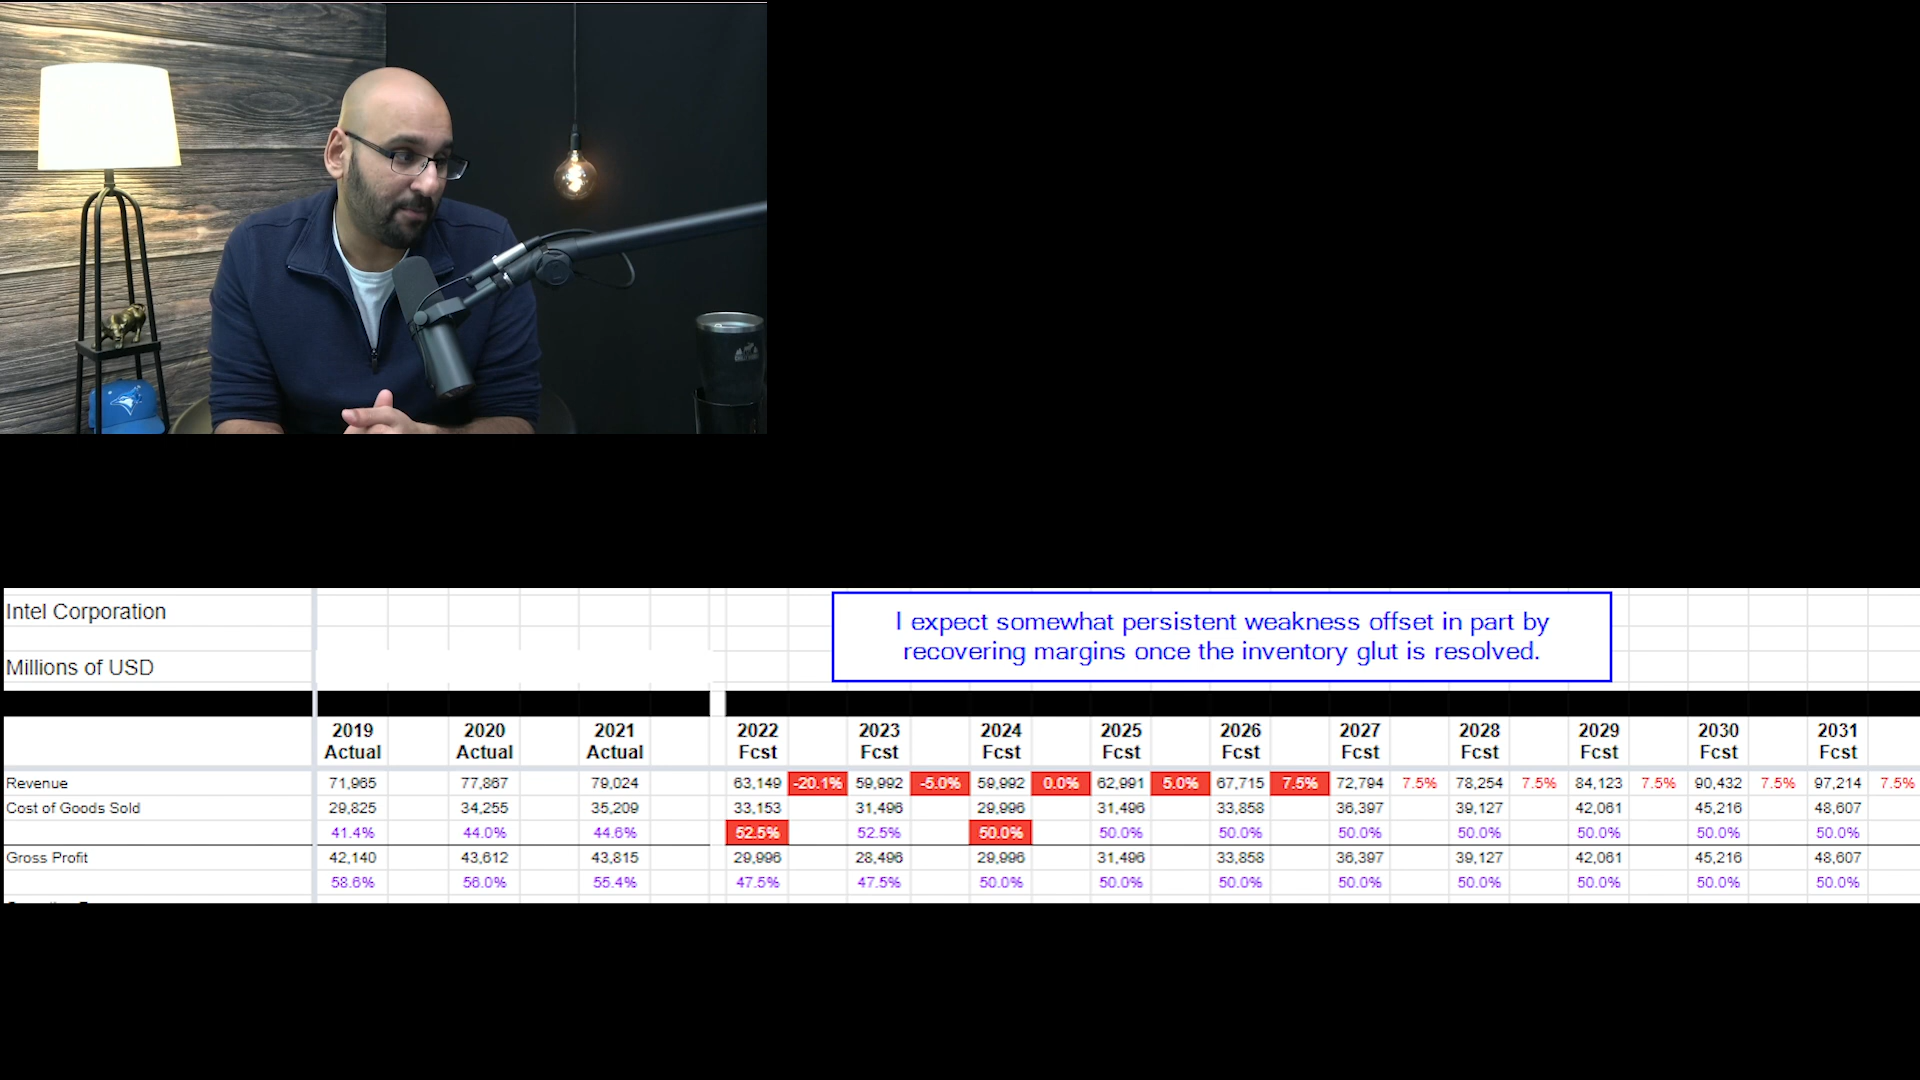 Intel Corporation
I expect somewhat persistent weakness offset in part by
recovering margins once the inventory glut is resolved.
Millions of USD
2019 2020 2021 2022 2023 2024 2025 2026 2027 2028 2029 2030 2031
Actual Actual Actual Fcst Fcst Fcst Fcst Fcst Fcst Fcst Fcst Fcst Fcst
Revenue 71,965 77,867 79,024 63,149 -20.1% 59,992 -5.0% 59,992 0.0% 62,991 5.0% 67,715 7.5% 72,794 7.5% 78,254 7.5% 84,123 7.5% 90,432 7.5% 97,214 7.5%
Cost of Goods Sold 29,825 34,255 35,209 33,153 31,496 29,996 31,496 33,858 36,397 39,127 42,061 45,216 48,607
41.4% 44.0% 44.6% 52.5% 52.5% 50.0% 50.0% 50.0% 50.0% 50.0% 50.0% 50.0% 50.0%
Gross Profit 42,140 43,612 43,815 29,996 28,496 29,996 31,496 33,858 36,397 39,127 42,061 45,216 48,607
58.6% 56.0% 55.4% 47.5% 47.5% 50.0% 50.0% 50.0% 50.0% 50.0% 50.0% 50.0% 50.0%